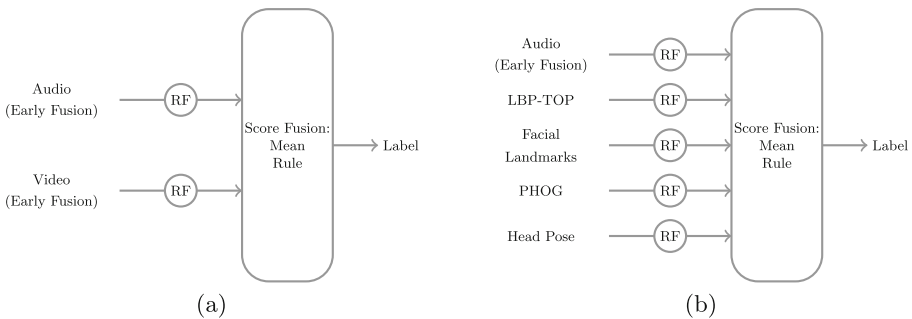 Audio
(Early Fusion)
RF
Video
(Early Fusion)
RF
Score Fusion:
Mean
Rule
Label
(a)
Audio
(Early Fusion)
RF
LBP-TOP
RF
Facial
Landmarks
RF
PHOG
RF
Head Pose
RF
Score Fusion:
Mean
Rule
Label
(b)